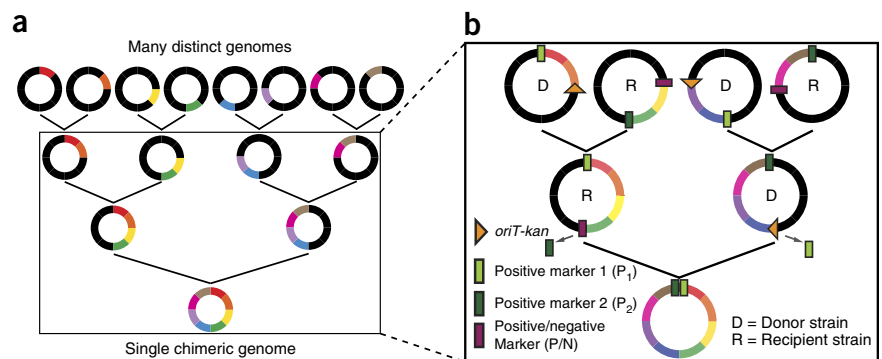 a
Many distinct genomes
Single chimeric genome
b
D
R
D
R
R
D
oriT-kan
Positive marker 1 (P₁)
Positive marker 2 (P₂)
Positive/negative
Marker (P/N)
D = Donor strain
R = Recipient strain